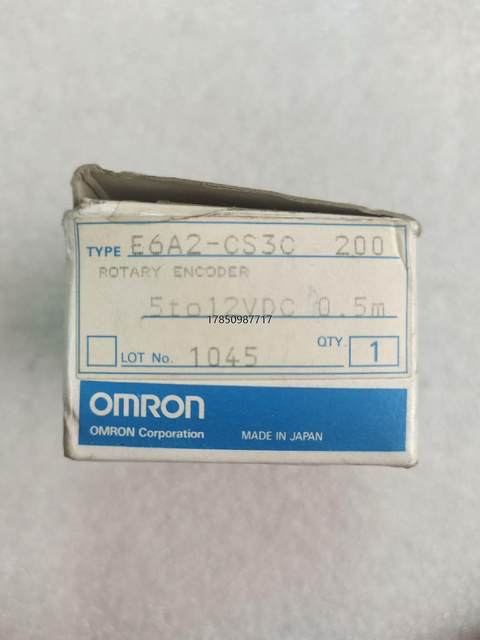 TYPE E6A2-CS3C 200
ROTARY ENCODER
5to12VDC 0.5m
17850987717
LOT No. 1045 QTY. 1
OMRON
OMRON Corporation MADE IN JAPAN